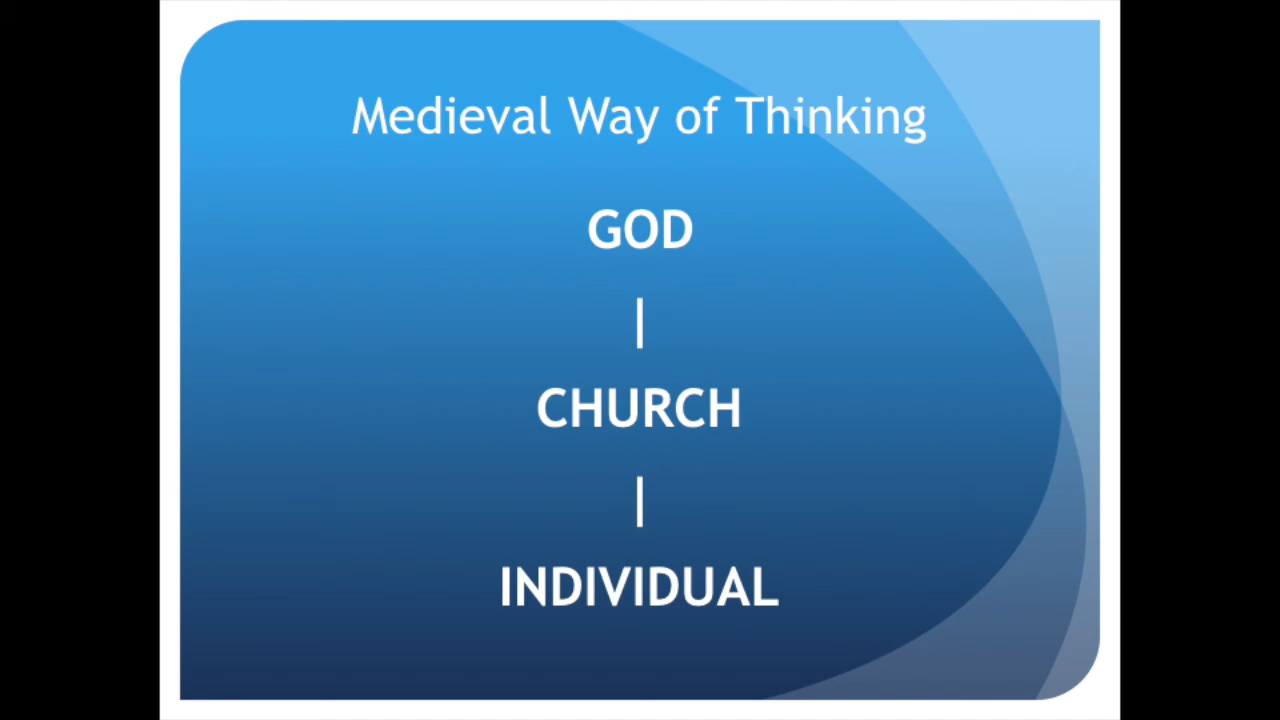 Medieval Way of Thinking
GOD
|
CHURCH
|
INDIVIDUAL